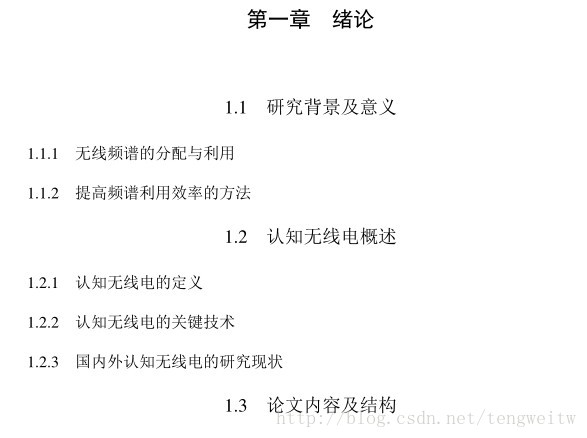 第一章 绪论
1.1 研究背景及意义
1.1.1 无线频谱的分配与利用
1.1.2 提高频谱利用效率的方法
1.2 认知无线电概述
1.2.1 认知无线电的定义
1.2.2 认知无线电的关键技术
1.2.3 国内外认知无线电的研究现状
1.3 论文内容及结构
http://blog.csdn.net/tengweitw